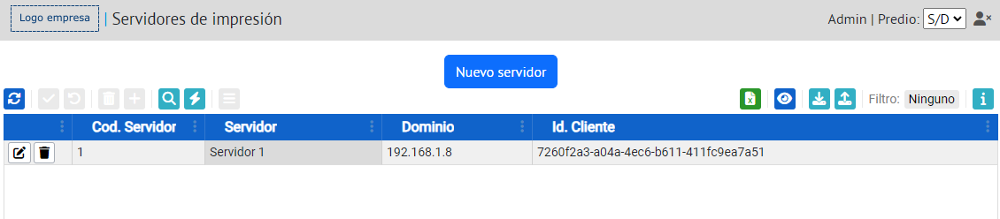 Logo empresa | Servidores de impresión Admin | Predio: S/D
Nuevo servidor
Filtro: Ninguno
Cod. Servidor Servidor Dominio Id. Cliente
1 Servidor 1 192.168.1.8 7260f2a3-a04a-4ec6-b611-411fc9ea7a51